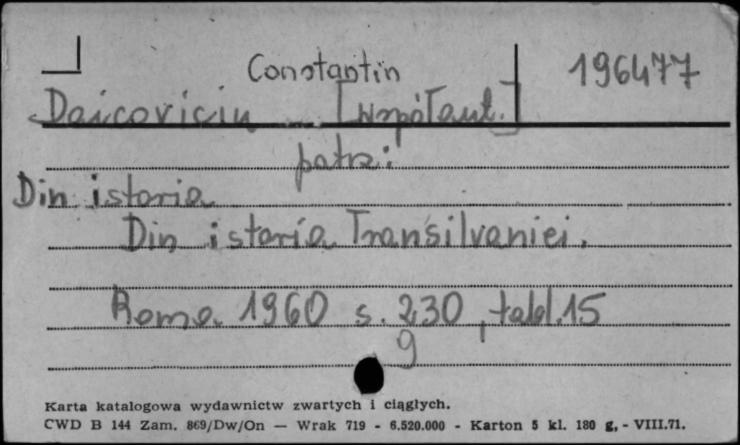 Constantin 196477
Daicoviciu [współaut.]
patrz:
Din istoria
Din istoria Transilvaniei.
Roma 1960 s. 230, tabl. 15
9
Karta katalogowa wydawnictw zwartych i ciągłych.
CWD B 144 Zam. 869/Dw/On — Wrak 719 - 6.520.000 - Karton 5 kl. 180 g, - VIII.71.